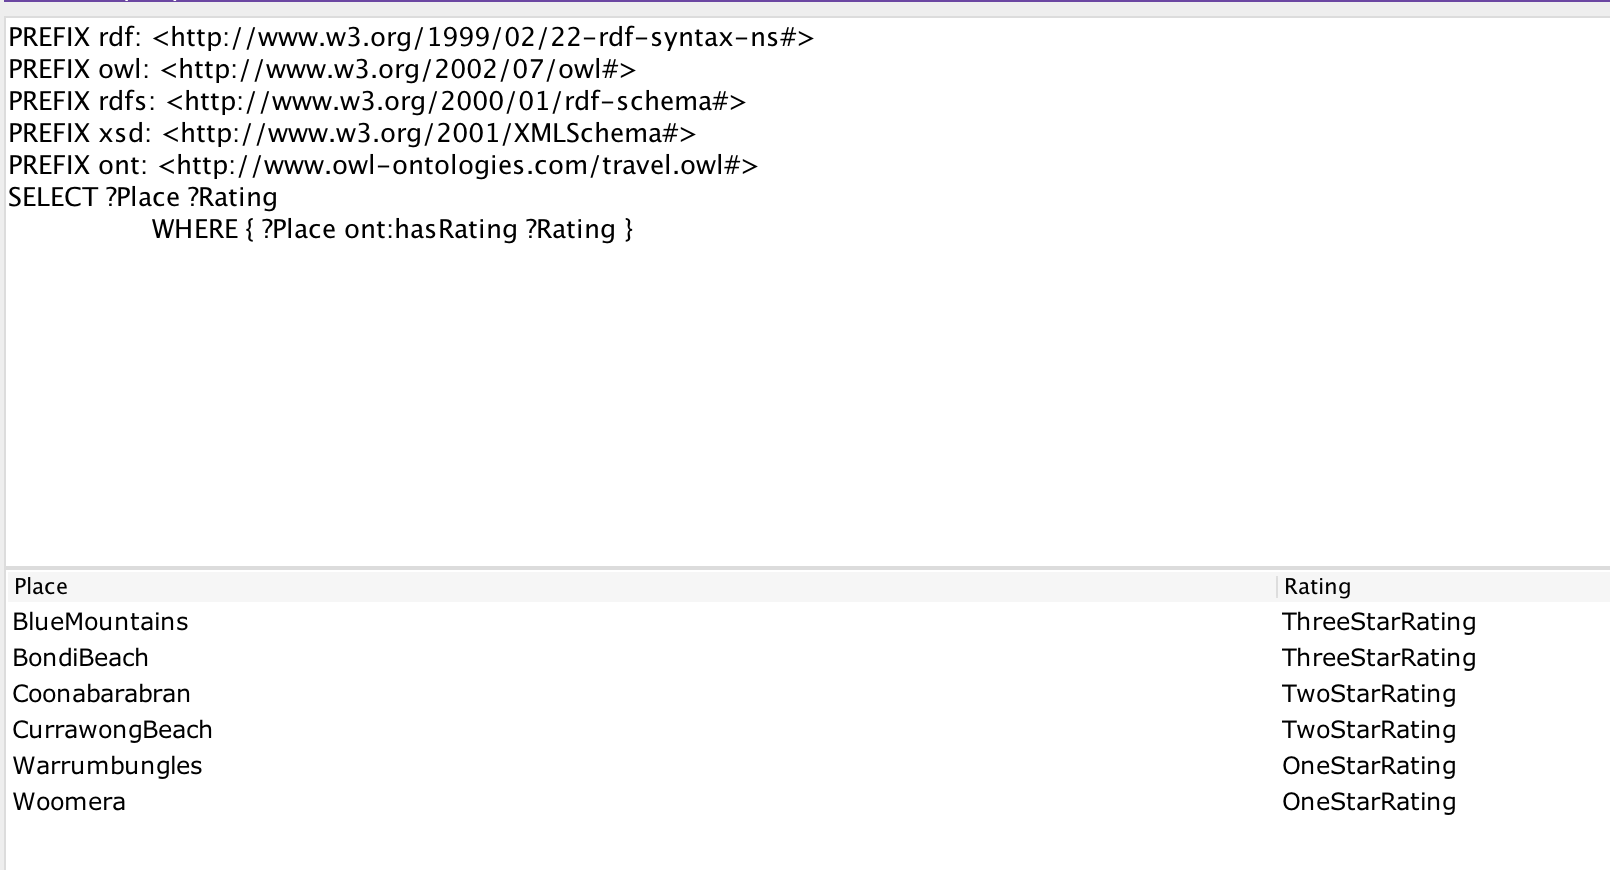 PREFIX rdf: <http://www.w3.org/1999/02/22-rdf-syntax-ns#>
PREFIX owl: <http://www.w3.org/2002/07/owl#>
PREFIX rdfs: <http://www.w3.org/2000/01/rdf-schema#>
PREFIX xsd: <http://www.w3.org/2001/XMLSchema#>
PREFIX ont: <http://www.owl-ontologies.com/travel.owl#>
SELECT ?Place ?Rating
WHERE { ?Place ont:hasRating ?Rating }
Place Rating
BlueMountains ThreeStarRating
BondiBeach ThreeStarRating
Coonabarabran TwoStarRating
CurrawongBeach TwoStarRating
Warrumbungles OneStarRating
Woomera OneStarRating